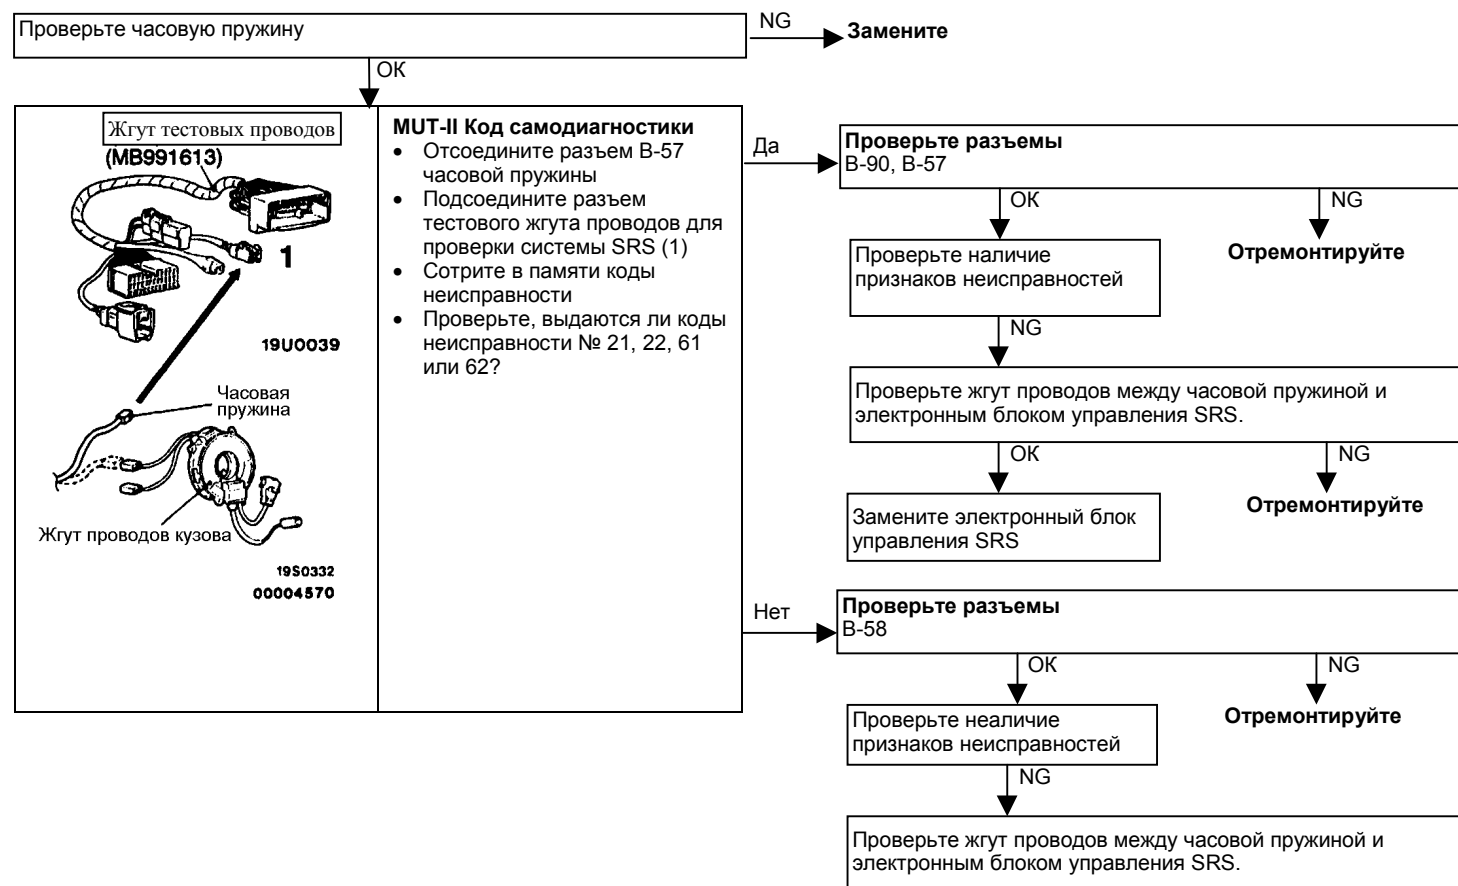 Проверьте часовую пружину
NG
Замените
ОК
Жгут тестовых проводов
(MB991613)
1
19U0039
Часовая
пружина
Жгут проводов кузова
19S0332
00004570
MUT-II Код самодиагностики
• Отсоедините разъем В-57
часовой пружины
• Подсоедините разъем
тестового жгута проводов для
проверки системы SRS (1)
• Сотрите в памяти коды
неисправности
• Проверьте, выдаются ли коды
неисправности № 21, 22, 61
или 62?
Да
Проверьте разъемы
В-90, В-57
ОК
NG
Проверьте наличие
признаков неисправностей
Отремонтируйте
NG
Проверьте жгут проводов между часовой пружиной и
электронным блоком управления SRS.
ОК
NG
Замените электронный блок
управления SRS
Отремонтируйте
Нет
Проверьте разъемы
В-58
ОК
NG
Проверьте неаличие
признаков неисправностей
Отремонтируйте
NG
Проверьте жгут проводов между часовой пружиной и
электронным блоком управления SRS.